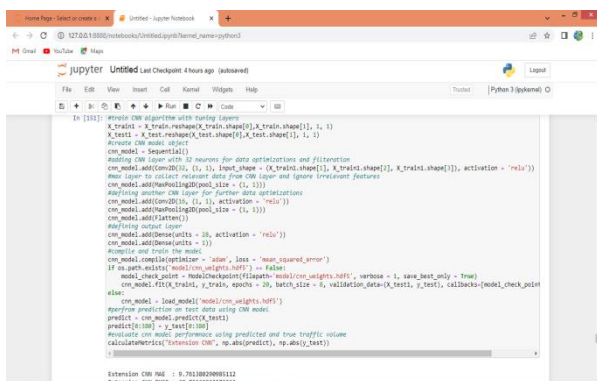 Home Page - Select or create a
Untitled - Jupyter Notebook
127.0.0.1:8888/notebooks/Untitled.ipynb?kernel_name=python3
Gmail YouTube Maps
jupyter Untitled Last Checkpoint: 4 hours ago (autosaved)
Logout
File Edit View Insert Cell Kernel Widgets Help
Trusted Python 3 (ipykernel)
Run Code
In [151]: #train CNN algorithm with tuning layers
X_train1 = X_train.reshape(X_train.shape[0],X_train.shape[1], 1, 1)
X_test1 = X_test.reshape(X_test.shape[0],X_test.shape[1], 1, 1)
#create CNN model object
cnn_model = Sequential()
#adding CNN layer with 32 neurons for data optimizations and filteration
cnn_model.add(Conv2D(32, (1, 1), input_shape = (X_train1.shape[1], X_train1.shape[2], X_train1.shape[3]), activation = 'relu'))
#max layer to collect relevant data from CNN layer and ignore irrelevant features
cnn_model.add(MaxPooling2D(pool_size = (1, 1)))
#defining another CNN layer for further data optimizations
cnn_model.add(Conv2D(16, (1, 1), activation = 'relu'))
cnn_model.add(MaxPooling2D(pool_size = (1, 1)))
cnn_model.add(Flatten())
#defining output layer
cnn_model.add(Dense(units = 28, activation = 'relu'))
cnn_model.add(Dense(units = 1))
#compile and train the model
cnn_model.compile(optimizer = 'adam', loss = 'mean_squared_error')
if os.path.exists('model/cnn_weights.hdf5') == False:
model_check_point = ModelCheckpoint(filepath='model/cnn_weights.hdf5', verbose = 1, save_best_only = True)
cnn_model.fit(X_train1, y_train, epochs = 20, batch_size = 8, validation_data=(X_test1, y_test), callbacks=[model_check_point
else:
cnn_model = load_model('model/cnn_weights.hdf5')
#perfrom prediction on test data using CNN model
predict = cnn_model.predict(X_test1)
predict[0:300] = y_test[0:300]
#evaluate cnn model performnace using predicted and true traffic volume
calculateMetrics("Extension CNN", np.abs(predict), np.abs(y_test))
Extension CNN MAE : 9.761380290985112